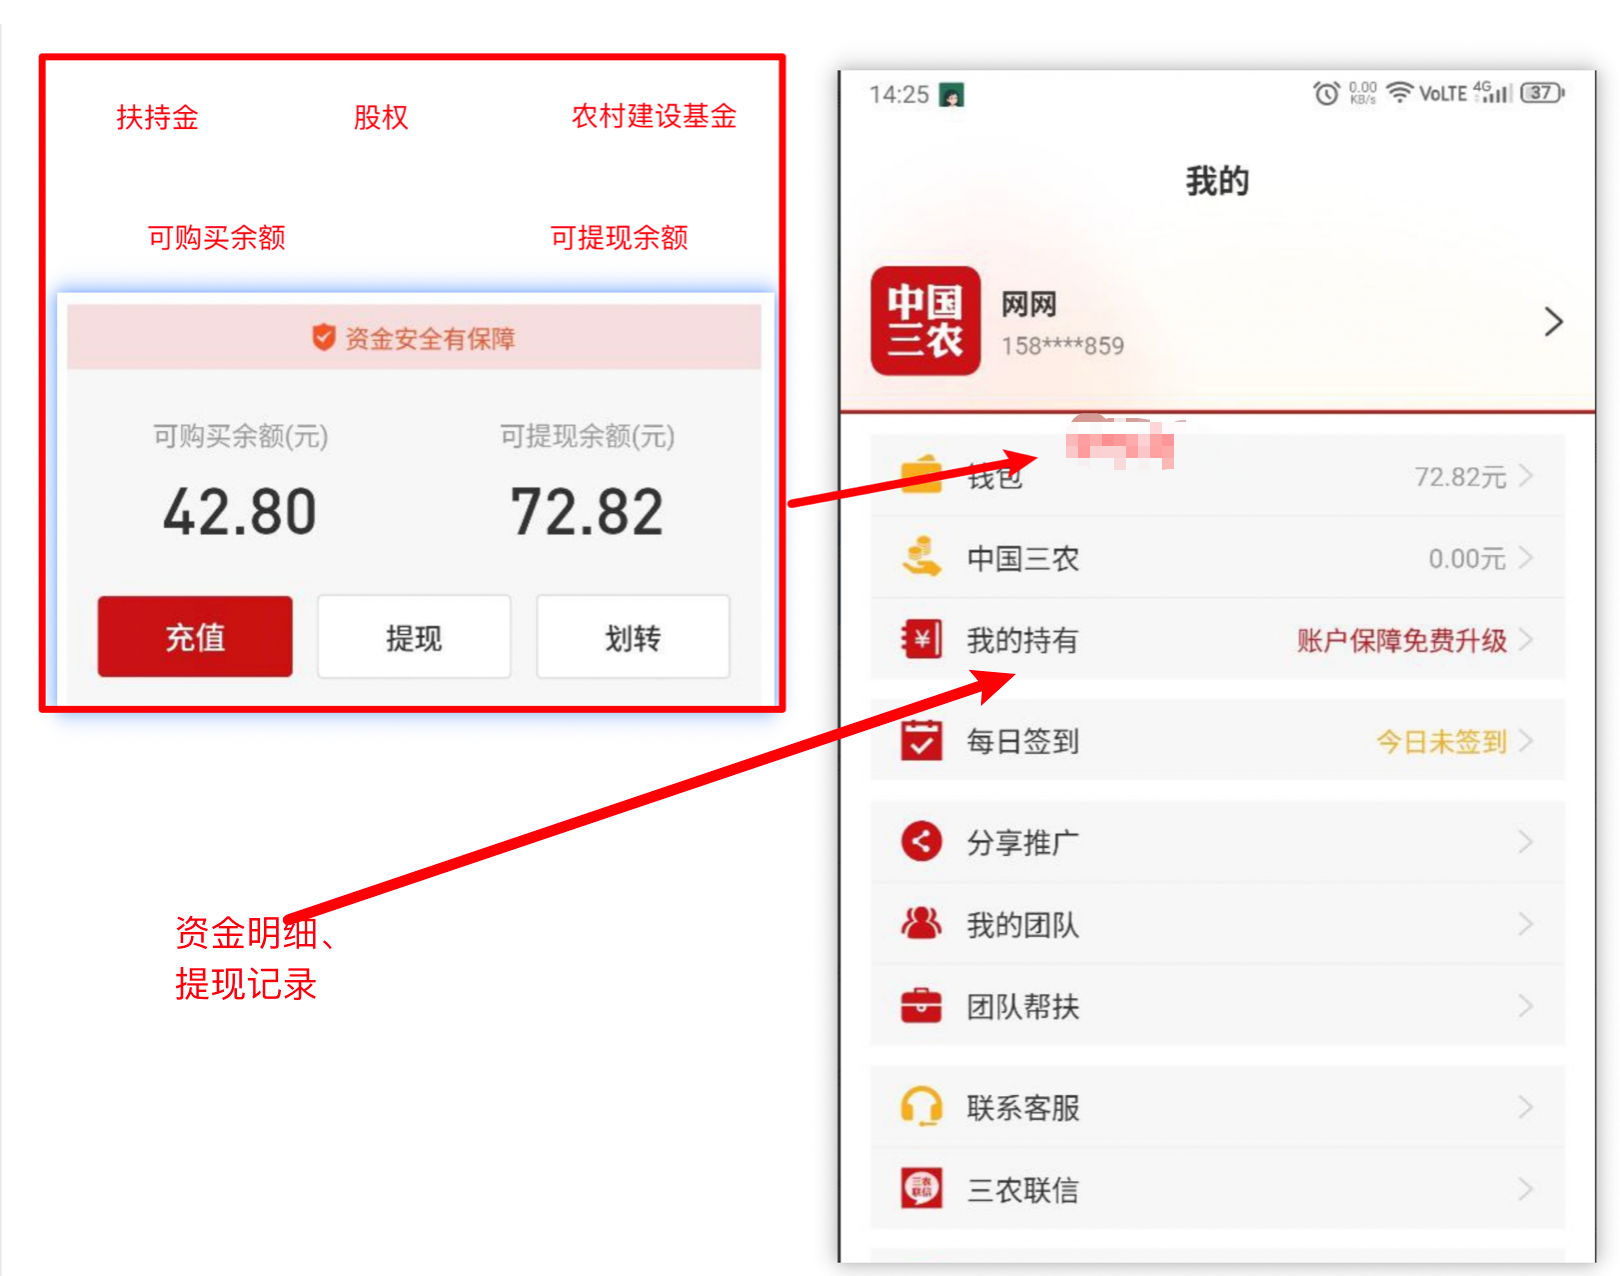 扶持金 股权 农村建设基金
可购买余额 可提现余额
资金安全有保障
可购买余额(元) 可提现余额(元)
42.80 72.82
充值 提现 划转
资金明细、
提现记录
14:25 0.00 KB/s VoLTE 4G 37
我的
中国三农
网网
158****859
钱包 72.82元
中国三农 0.00元
我的持有 账户保障免费升级
每日签到 今日未签到
分享推广
我的团队
团队帮扶
联系客服
三农联信 三农联信